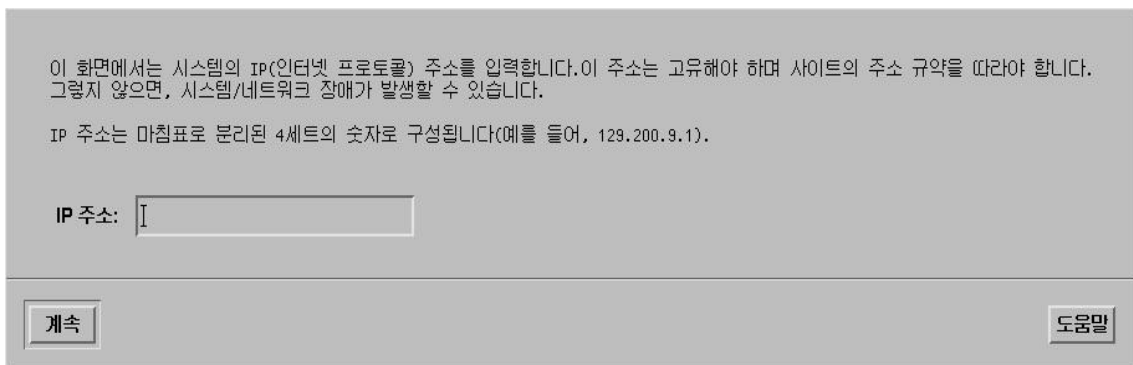 이 화면에서는 시스템의 IP(인터넷 프로토콜) 주소를 입력합니다.이 주소는 고유해야 하며 사이트의 주소 규약을 따라야 합니다.
그렇지 않으면, 시스템/네트워크 장애가 발생할 수 있습니다.
IP 주소는 마침표로 분리된 4세트의 숫자로 구성됩니다(예를 들어, 129.200.9.1).
IP 주소:
계속
도움말